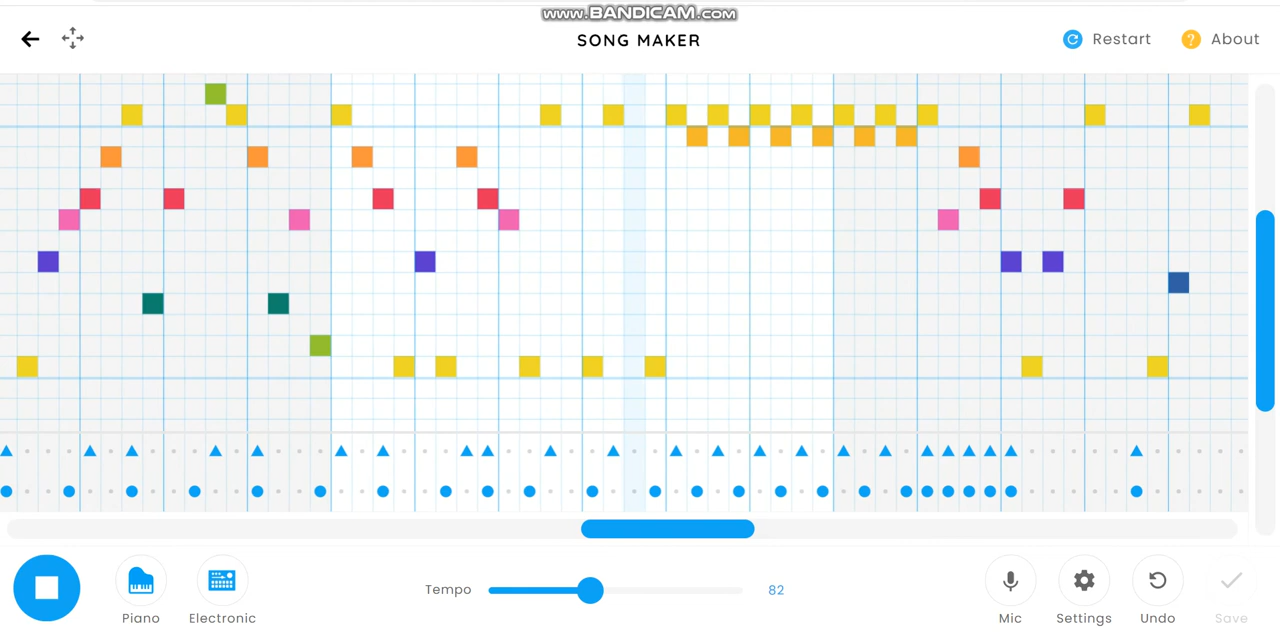 www.BANDICAM.com
SONG MAKER
Restart
? About
Piano
Electronic
Tempo
82
Mic
Settings
Undo
Save